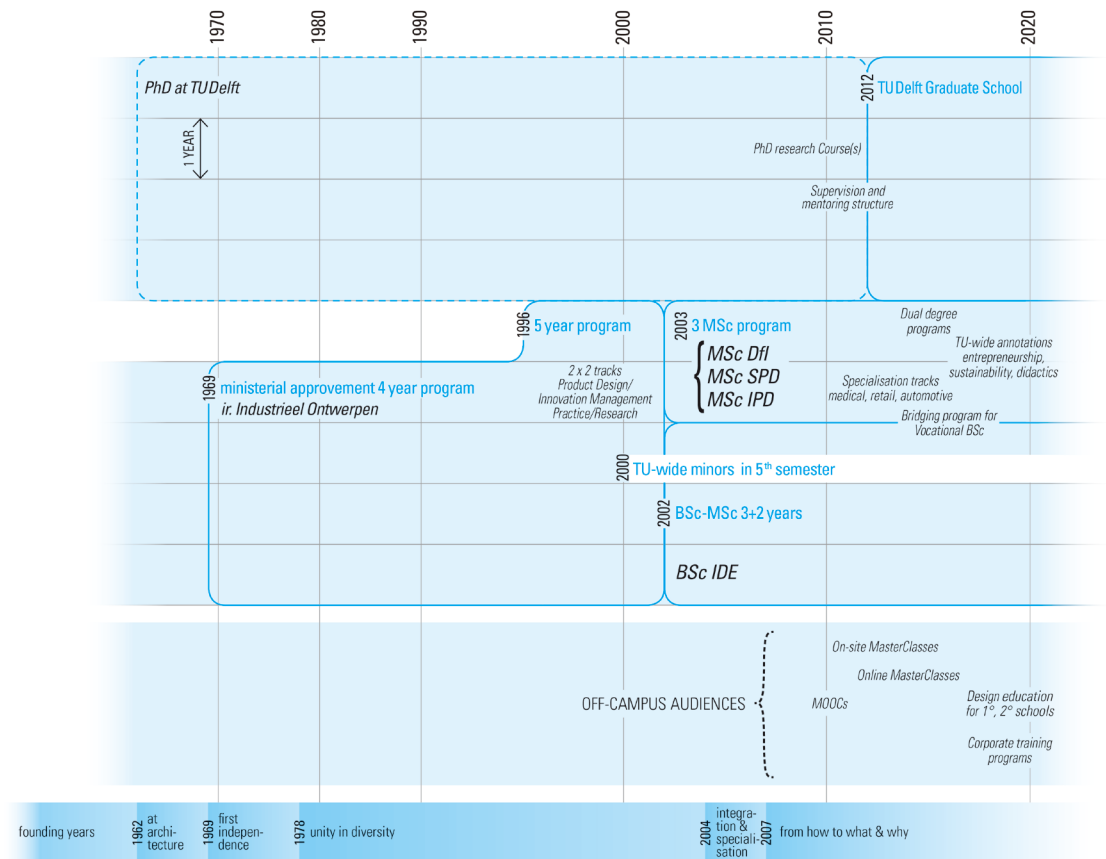 1970
1980
1990
2000
2010
2020
PhD at TU Delft
2012
TU Delft Graduate School
1 YEAR
PhD research Course(s)
Supervision and
mentoring structure
1996
5 year program
2003
3 MSc program
MSc DfI
MSc SPD
MSc IPD
Dual degree
programs
TU-wide annotations
entrepreneurship,
sustainability, didactics
1969
ministerial approvement 4 year program
ir. Industrieel Ontwerpen
2 x 2 tracks
Product Design/
Innovation Management
Practice/Research
Specialisation tracks
medical, retail, automotive
Bridging program for
Vocational BSc
2000
TU-wide minors in 5th semester
2002
BSc-MSc 3+2 years
BSc IDE
OFF-CAMPUS AUDIENCES
On-site MasterClasses
Online MasterClasses
MOOCs
Design education
for 1°, 2° schools
Corporate training
programs
founding years
1962
at
archi-
tecture
1969
first
indepen-
dence
1978
unity in diversity
2004
integra-
tion &
speciali-
sation
2007
from how to what & why